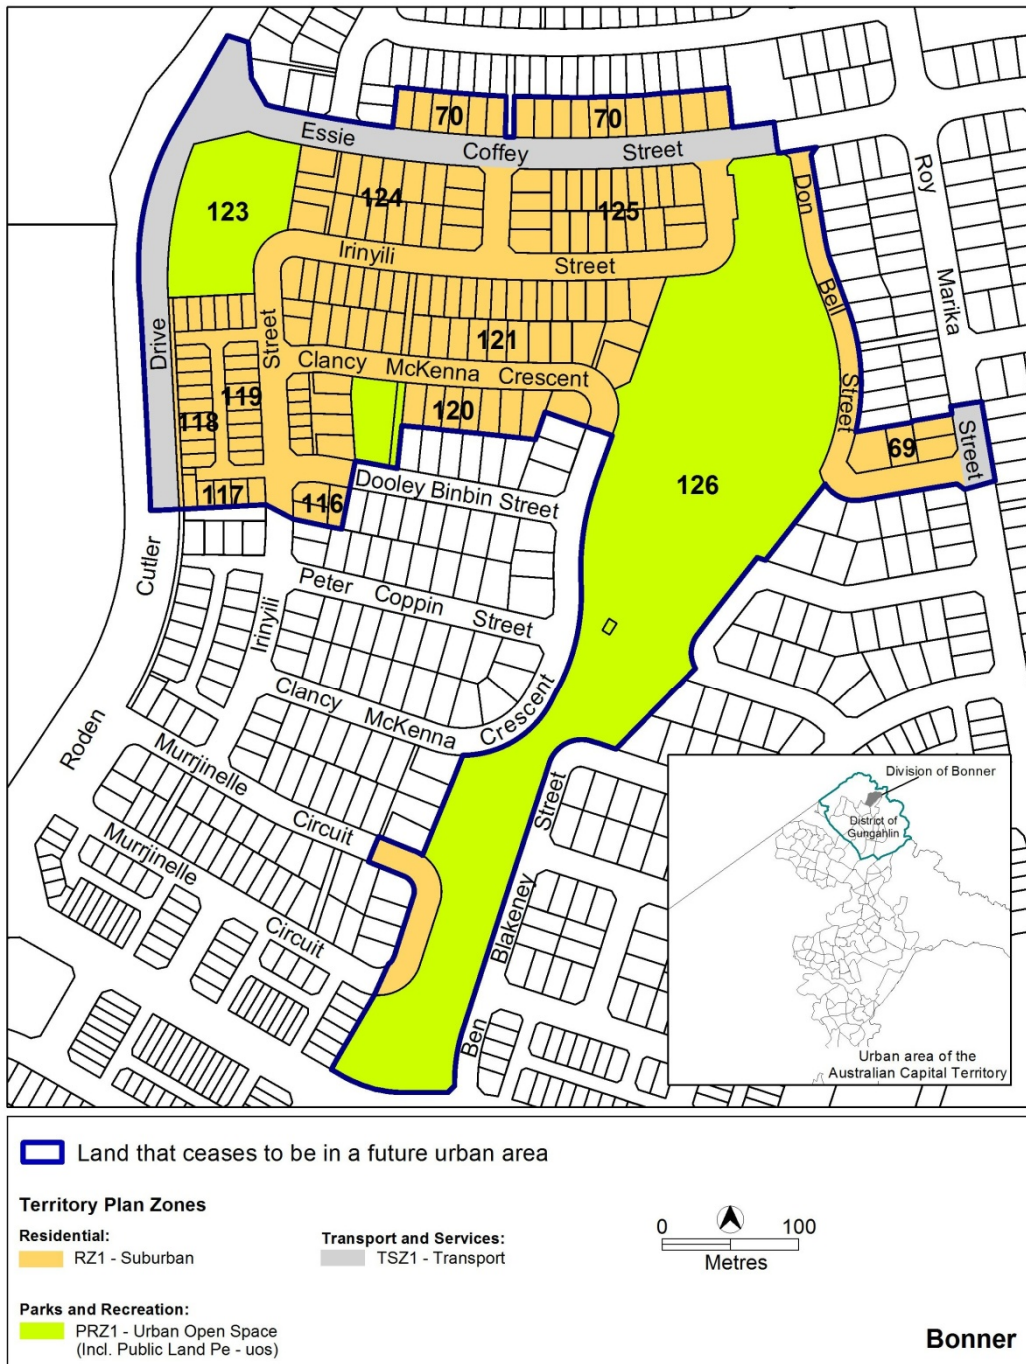 70
70
Essie Coffey Street
Roy Marika Street
Don Bell Street
123
124
125
Irinyili Street
121
Clancy McKenna Crescent
Drive
Street
118
119
120
69
126
117
116
Dooley Binbin Street
Cutler
Irinyili
Peter Coppin Street
Clancy McKenna Crescent
Roden
Murrjinelle Circuit
Murrjinelle Circuit
Street
Blakeney
Ben
Division of Bonner
District of
Gungahlin
Urban area of the
Australian Capital Territory
Land that ceases to be in a future urban area
Territory Plan Zones
Residential:
RZ1 - Suburban
Transport and Services:
TSZ1 - Transport
0 100
Metres
Parks and Recreation:
PRZ1 - Urban Open Space
(Incl. Public Land Pe - uos)
Bonner